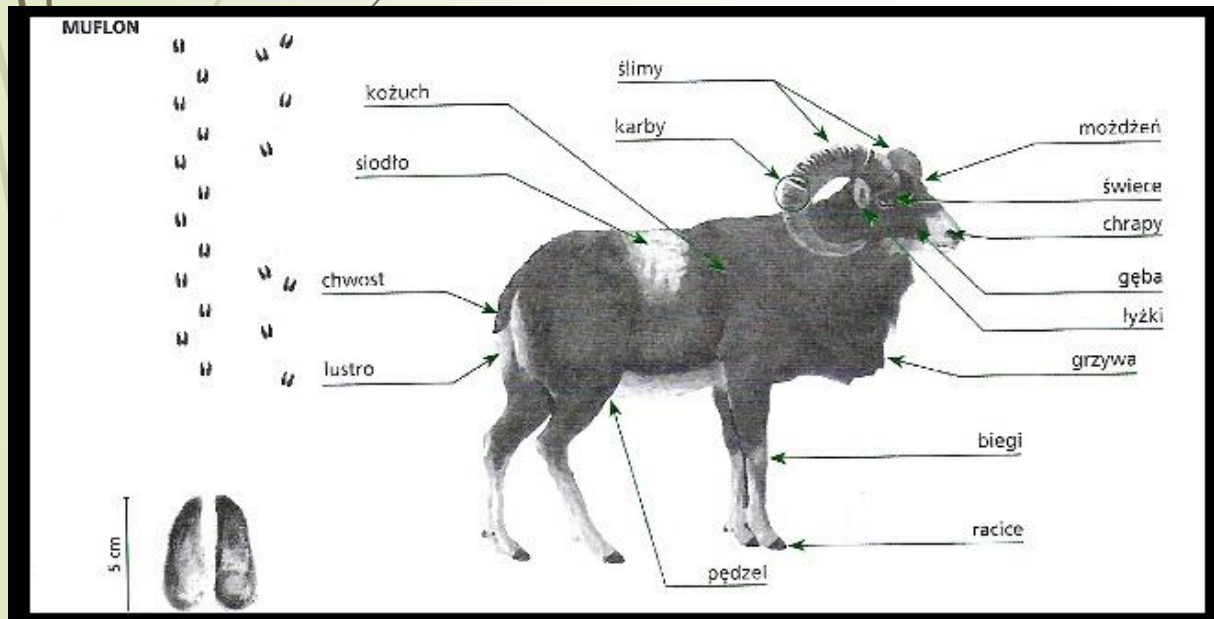 MUFLON
ślimy
kożuch
karby
możdżeń
siodło
świece
chrapy
gęba
chwost
łyżki
lustro
grzywa
biegi
racice
pędzel
5 cm